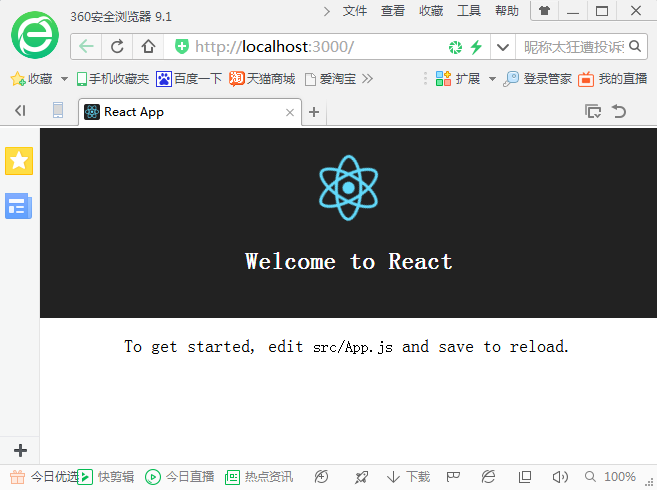 360安全浏览器 9.1
文件 查看 收藏 工具 帮助
http://localhost:3000/
昵称太狂遭投诉
收藏 手机收藏夹 百度一下 天猫商城 爱淘宝 扩展 登录管家 我的直播
React App
Welcome to React
To get started, edit src/App.js and save to reload.
今日优选 快剪辑 今日直播 热点资讯 下载 100%